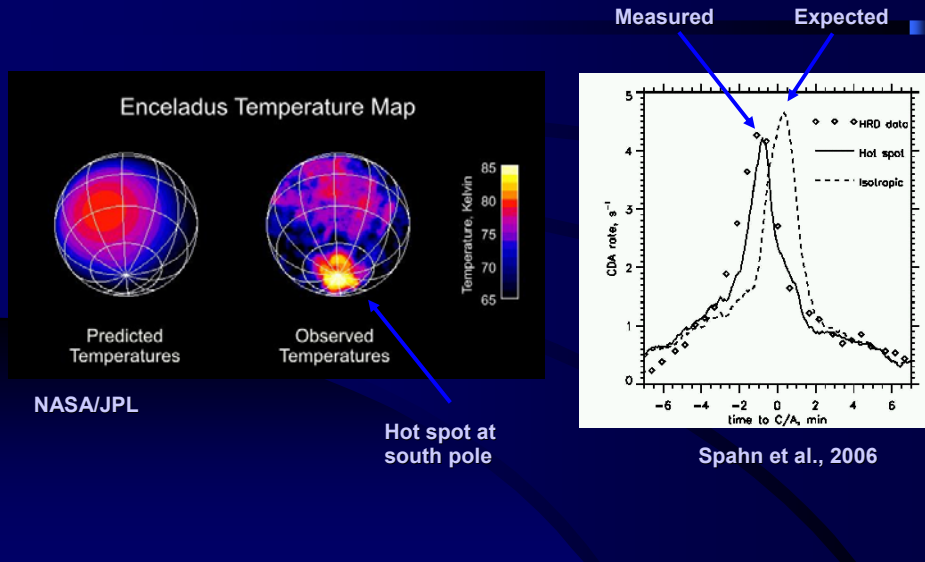 Measured
Expected
Enceladus Temperature Map
85
80
75
70
65
Temperature, Kelvin
Predicted
Temperatures
Observed
Temperatures
NASA/JPL
Hot spot at
south pole
5
4
3
2
1
0
CDA rate, s⁻¹
HRD data
Hot spot
Isotropic
-6 -4 -2 0 2 4 6
time to C/A, min
Spahn et al., 2006